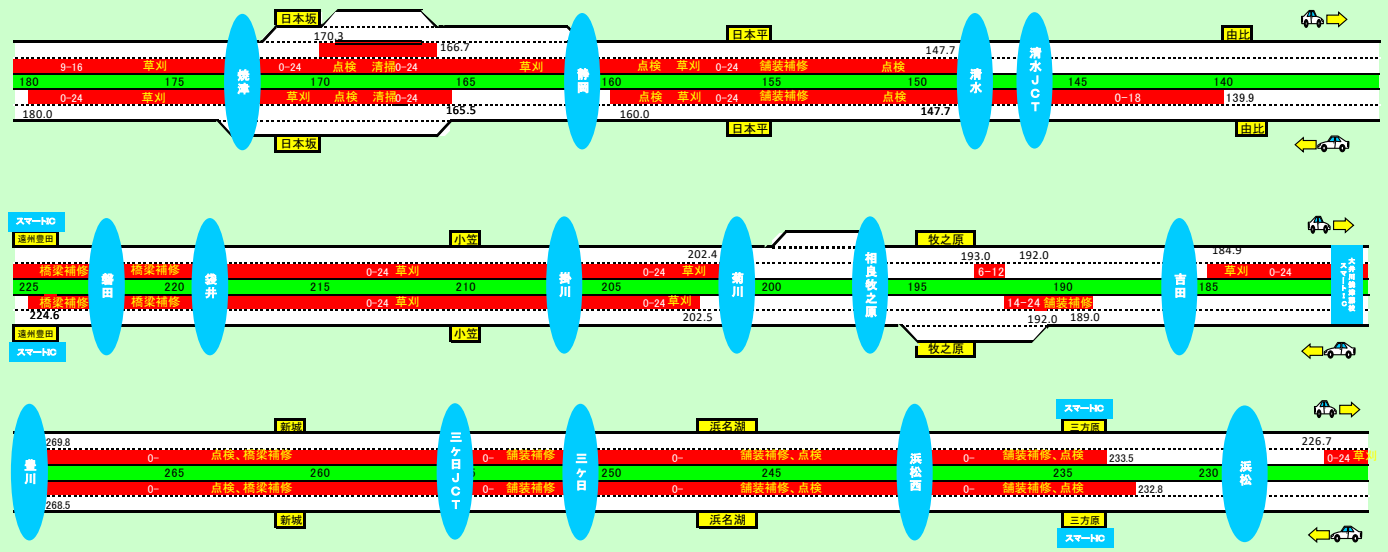 日本坂
日本平
由比
170.3
166.7
147.7
9-16 草刈 0-24 点検 清掃0-24 草刈 点検 草刈 0-24 舗装補修 点検
焼津
静岡
清水
清水JCT
180 175 170 165 160 155 150 145 140
0-24 草刈 草刈 点検 清掃0-24 点検 草刈 0-24 舗装補修 点検 0-18
139.9
180.0
165.5
160.0
147.7
日本坂
日本平
由比
スマートIC
遠州豊田
小笠
牧之原
202.4
193.0
192.0
184.9
橋梁補修 橋梁補修 0-24 草刈 0-24 草刈 6-12 草刈 0-24
磐田
袋井
掛川
菊川
相良牧之原
吉田
大井川焼津藤枝
スマートIC
225 220 215 210 205 200 195 190 185
橋梁補修 橋梁補修 0-24 草刈 0-24 草刈 14-24 舗装補修
224.6
202.5
192.0
189.0
遠州豊田
小笠
牧之原
スマートIC
スマートIC
新城
浜名湖
三方原
269.8
226.7
0- 点検、橋梁補修 0- 舗装補修 0- 舗装補修、点検 0- 舗装補修、点検 233.5 0-24 草刈
豊川
三ヶ日JCT
三ヶ日
浜松西
浜松
265 260 250 245 235 230
0- 点検、橋梁補修 0- 舗装補修 0- 舗装補修、点検 0- 舗装補修、点検 232.8
268.5
新城
浜名湖
三方原
スマートIC